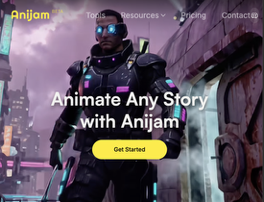 Anijam
Tools Resources Pricing Contact
Animate Any Story
with Anijam
Get Started